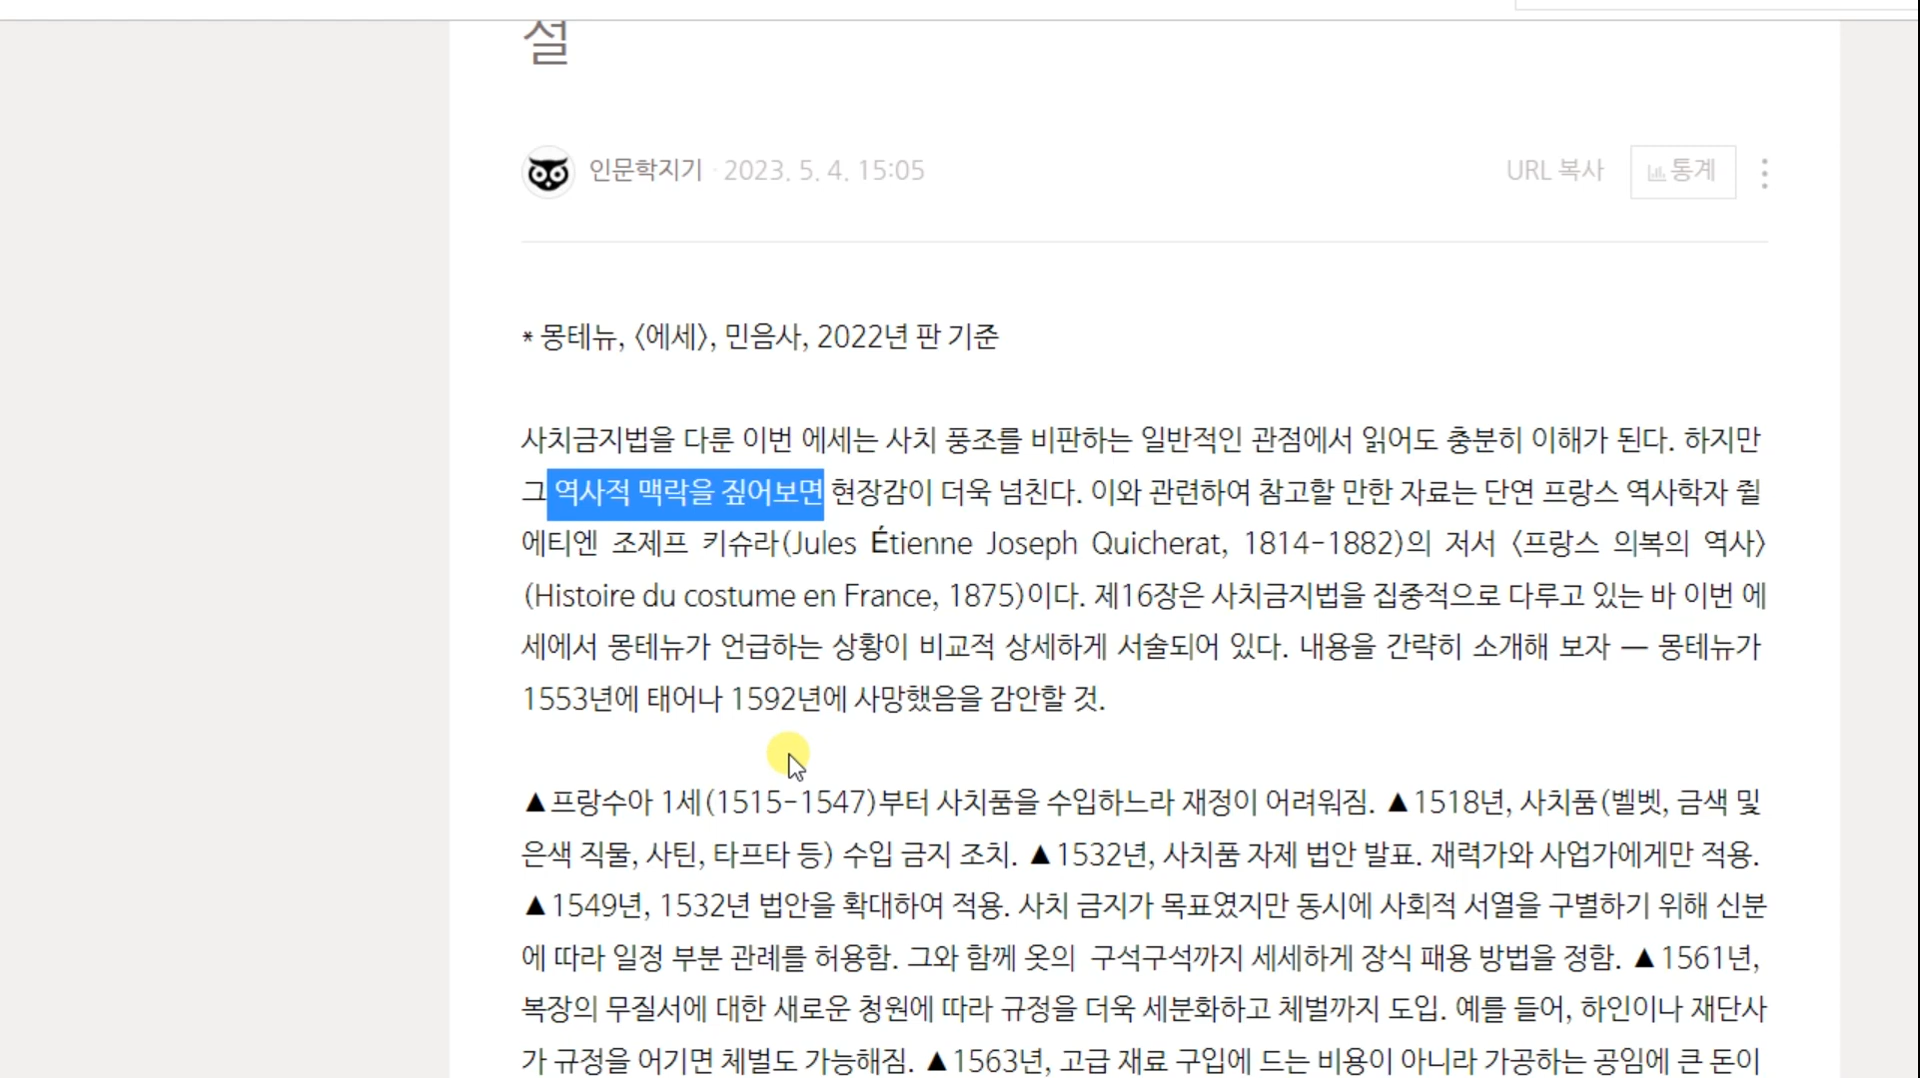 설
인문학지기 · 2023. 5. 4. 15:05
URL 복사 통계
* 몽테뉴, 〈에세〉, 민음사, 2022년 판 기준
사치금지법을 다룬 이번 에세는 사치 풍조를 비판하는 일반적인 관점에서 읽어도 충분히 이해가 된다. 하지만
그 역사적 맥락을 짚어보면 현장감이 더욱 넘친다. 이와 관련하여 참고할 만한 자료는 단연 프랑스 역사학자 쥘
에티엔 조제프 키슈라(Jules Étienne Joseph Quicherat, 1814-1882)의 저서 〈프랑스 의복의 역사〉
(Histoire du costume en France, 1875)이다. 제16장은 사치금지법을 집중적으로 다루고 있는 바 이번 에
세에서 몽테뉴가 언급하는 상황이 비교적 상세하게 서술되어 있다. 내용을 간략히 소개해 보자 — 몽테뉴가
1553년에 태어나 1592년에 사망했음을 감안할 것.
▲프랑수아 1세(1515-1547)부터 사치품을 수입하느라 재정이 어려워짐. ▲1518년, 사치품(벨벳, 금색 및
은색 직물, 사틴, 타프타 등) 수입 금지 조치. ▲1532년, 사치품 자제 법안 발표. 재력가와 사업가에게만 적용.
▲1549년, 1532년 법안을 확대하여 적용. 사치 금지가 목표였지만 동시에 사회적 서열을 구별하기 위해 신분
에 따라 일정 부분 관례를 허용함. 그와 함께 옷의 구석구석까지 세세하게 장식 패용 방법을 정함. ▲1561년,
복장의 무질서에 대한 새로운 청원에 따라 규정을 더욱 세분화하고 체벌까지 도입. 예를 들어, 하인이나 재단사
가 규정을 어기면 체벌도 가능해짐. ▲1563년, 고급 재료 구입에 드는 비용이 아니라 가공하는 공임에 큰 돈이